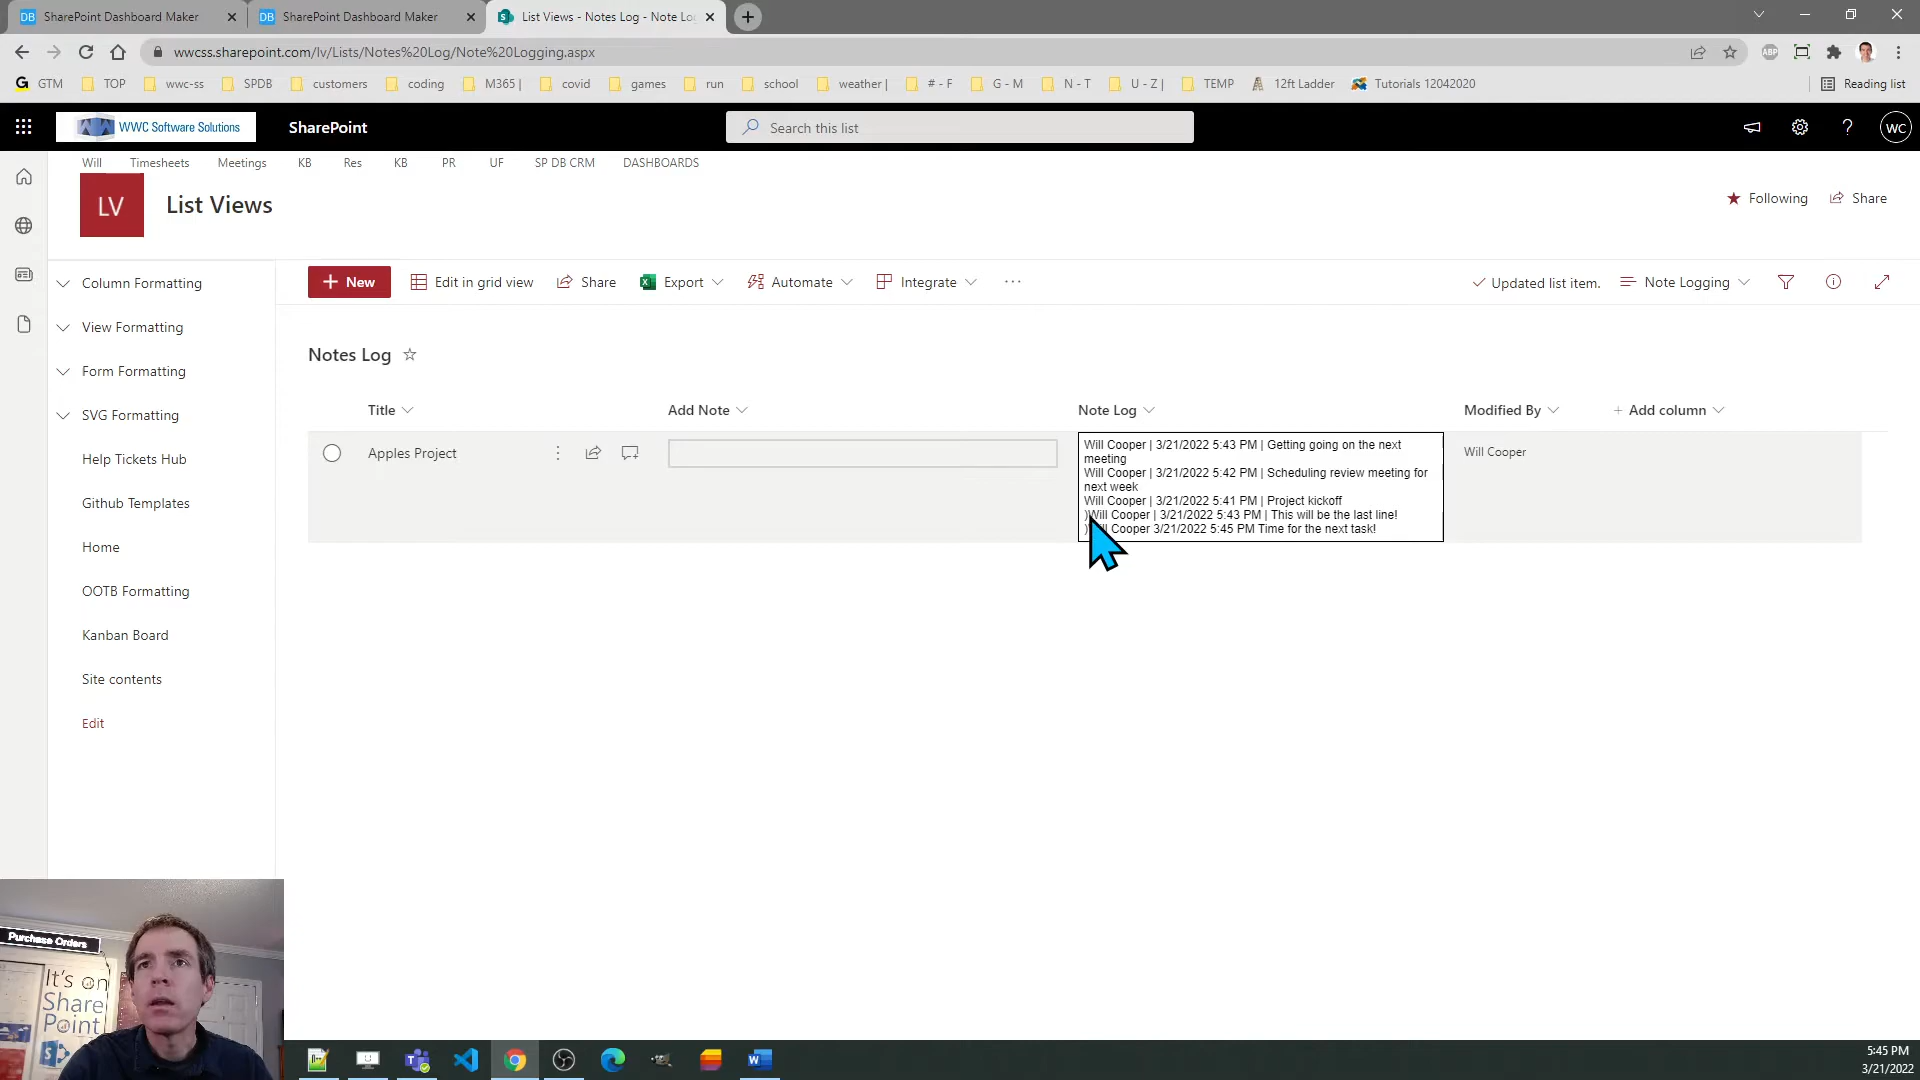 SharePoint Dashboard Maker
SharePoint Dashboard Maker
List Views - Notes Log - Note Lo
wwcss.sharepoint.com/lv/Lists/Notes%20Log/Note%20Logging.aspx
ABP
G GTM TOP wwc-ss SPDB customers coding M365 | covid games run school weather | # - F G - M N - T U - Z | TEMP 12ft Ladder Tutorials 12042020 Reading list
WWC Software Solutions SharePoint Search this list ? WC
Will Timesheets Meetings KB Res KB PR UF SP DB CRM DASHBOARDS
LV List Views Following Share
Column Formatting
View Formatting
Form Formatting
SVG Formatting
Help Tickets Hub
Github Templates
Home
OOTB Formatting
Kanban Board
Site contents
Edit
+ New Edit in grid view Share Export Automate Integrate ··· Updated list item. Note Logging
Notes Log
Title Add Note Note Log Modified By + Add column
Apples Project
Will Cooper | 3/21/2022 5:43 PM | Getting going on the next
meeting
Will Cooper | 3/21/2022 5:42 PM | Scheduling review meeting for
next week
Will Cooper | 3/21/2022 5:41 PM | Project kickoff
)Will Cooper | 3/21/2022 5:43 PM | This will be the last line!
)Will Cooper 3/21/2022 5:45 PM Time for the next task!
Will Cooper
Purchase Orders
It's on
Share
Point
5:45 PM
3/21/2022